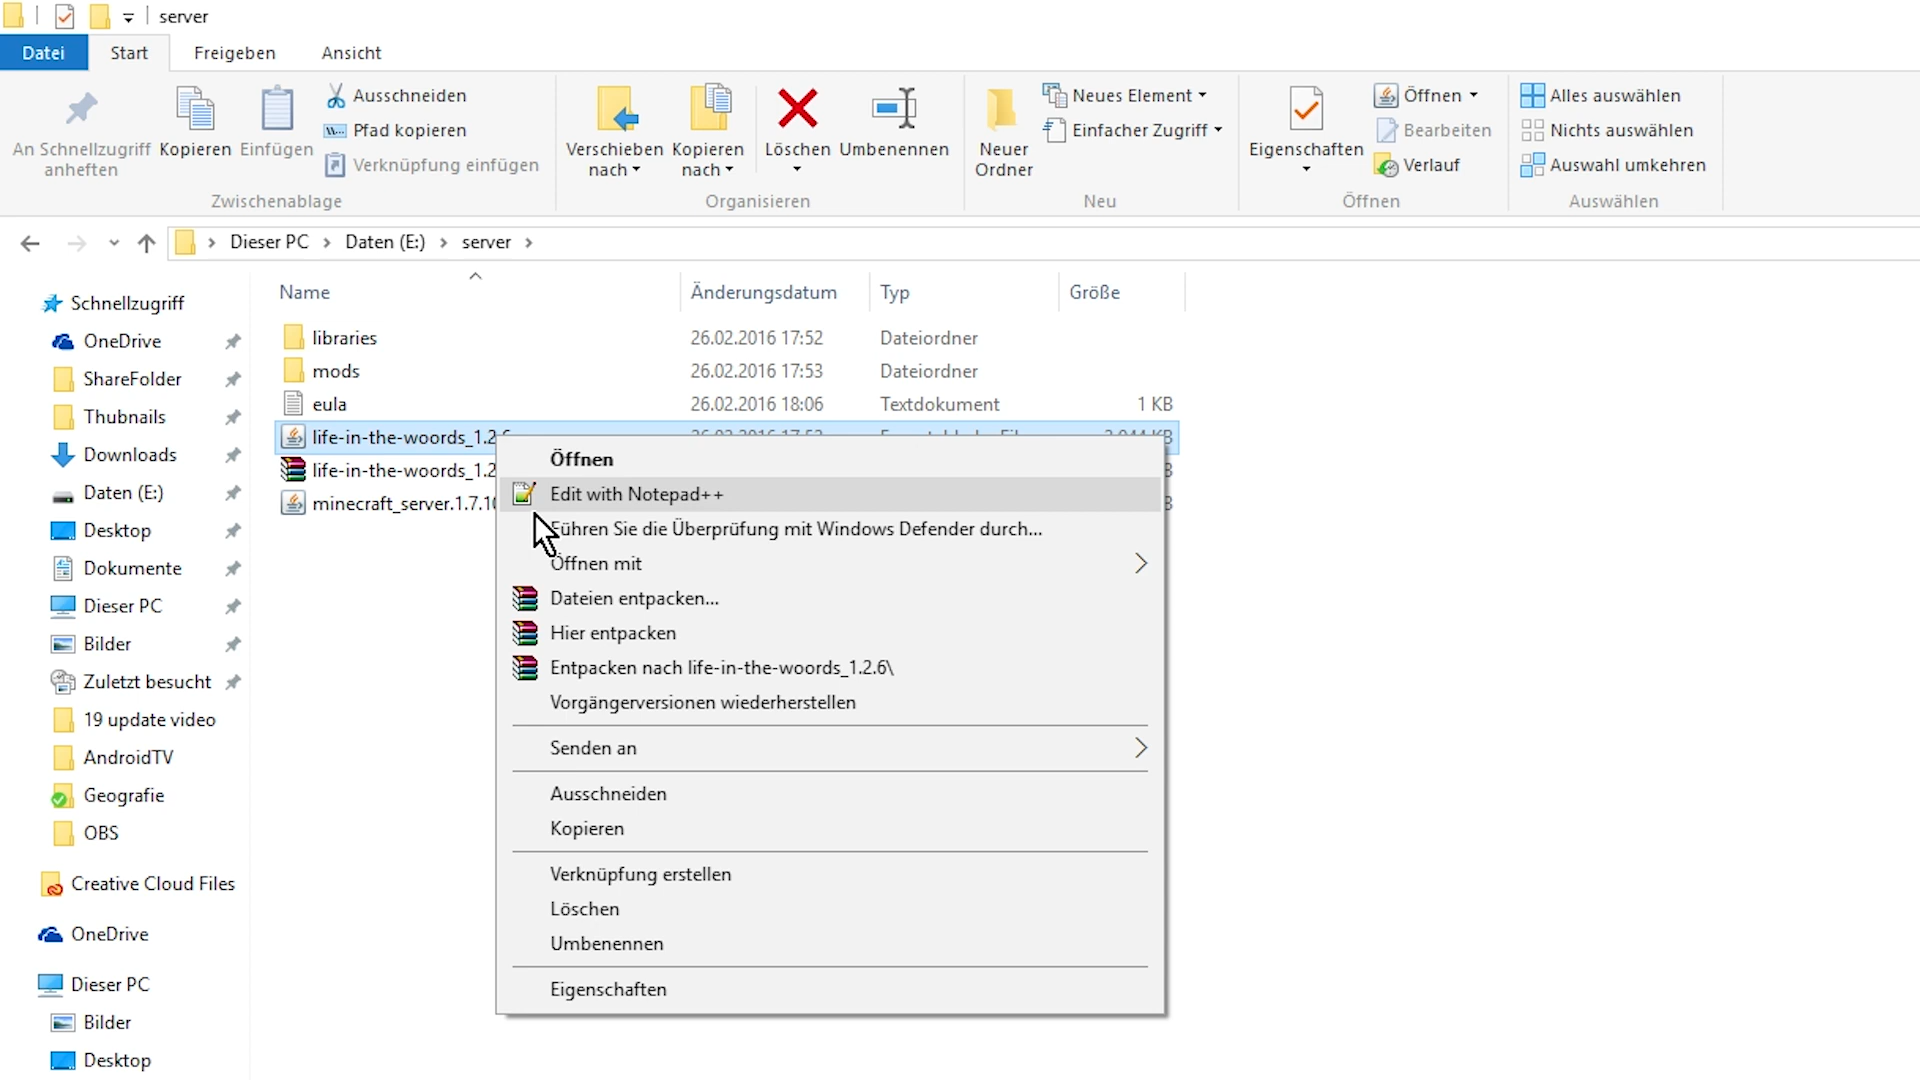 server
Datei Start Freigeben Ansicht
An Schnellzugriff anheften
Kopieren
Einfügen
Ausschneiden
Pfad kopieren
Verknüpfung einfügen
Zwischenablage
Verschieben nach
Kopieren nach
Löschen
Umbenennen
Organisieren
Neuer Ordner
Neues Element
Einfacher Zugriff
Neu
Eigenschaften
Öffnen
Bearbeiten
Verlauf
Öffnen
Alles auswählen
Nichts auswählen
Auswahl umkehren
Auswählen
Dieser PC > Daten (E:) > server >
Schnellzugriff
OneDrive
ShareFolder
Thubnails
Downloads
Daten (E:)
Desktop
Dokumente
Dieser PC
Bilder
Zuletzt besucht
19 update video
AndroidTV
Geografie
OBS
Creative Cloud Files
OneDrive
Dieser PC
Bilder
Desktop
Name Änderungsdatum Typ Größe
libraries 26.02.2016 17:52 Dateiordner
mods 26.02.2016 17:53 Dateiordner
eula 26.02.2016 18:06 Textdokument 1 KB
life-in-the-woords_1.2
life-in-the-woords_1.2
minecraft_server.1.7.10
Öffnen
Edit with Notepad++
Führen Sie die Überprüfung mit Windows Defender durch...
Öffnen mit
Dateien entpacken...
Hier entpacken
Entpacken nach life-in-the-woords_1.2.6\
Vorgängerversionen wiederherstellen
Senden an
Ausschneiden
Kopieren
Verknüpfung erstellen
Löschen
Umbenennen
Eigenschaften